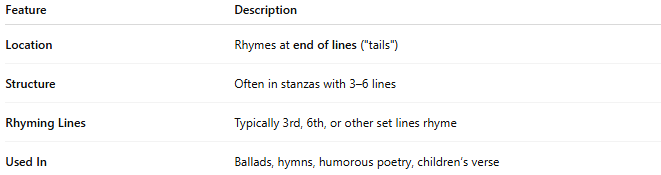 Feature Description
Location Rhymes at end of lines ("tails")
Structure Often in stanzas with 3–6 lines
Rhyming Lines Typically 3rd, 6th, or other set lines rhyme
Used In Ballads, hymns, humorous poetry, children’s verse